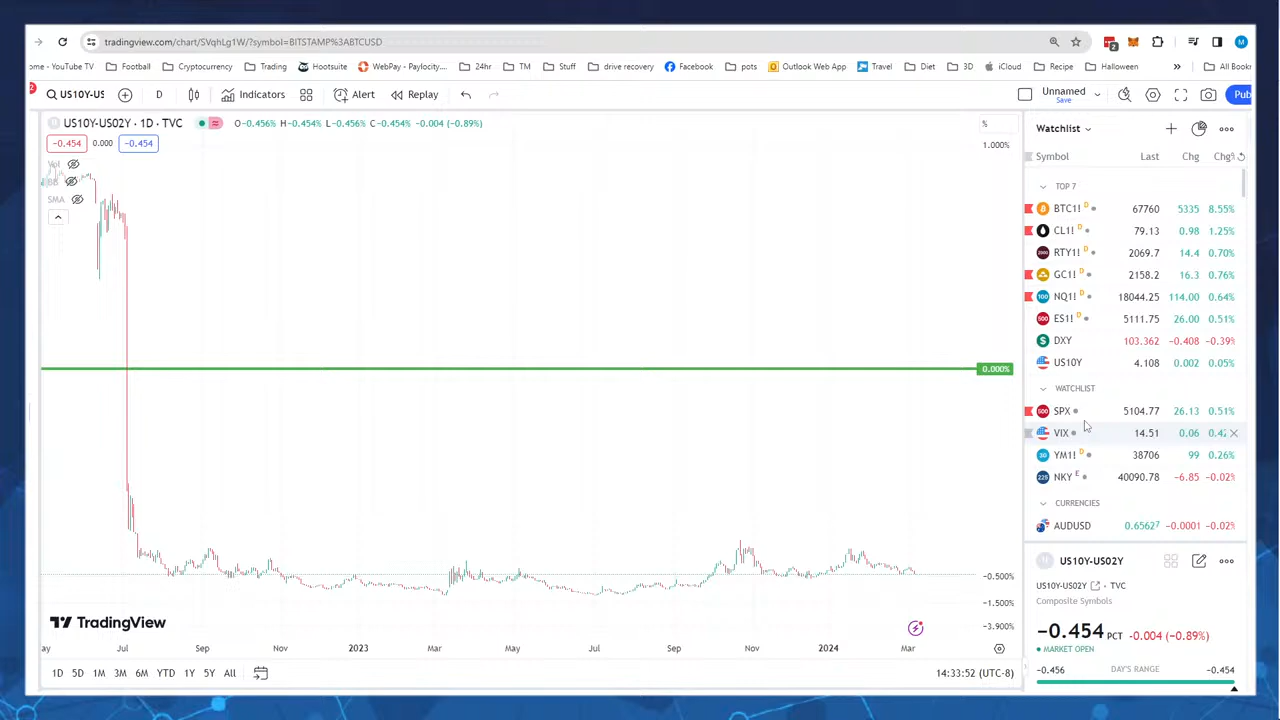 tradingview.com/chart/SVqhLg1W/?symbol=BITSTAMP%3ABTCUSD
2
M
ome - YouTube TV Football Cryptocurrency Trading Hootsuite WebPay - Paylocity.... 24hr TM Stuff drive recovery Facebook pots Outlook Web App Travel Diet 3D iCloud Recipe Halloween » All Book
US10Y-US D Indicators Alert Replay Unnamed Save Pub
US10Y-US02Y · 1D · TVC O-0.456% H-0.454% L-0.456% C-0.454% -0.004 (-0.89%) %
-0.454 0.000 -0.454
1.000%
Vol
BB
SMA
0.000%
-0.500%
-1.500%
-3.900%
TradingView
ay Jul Sep Nov 2023 Mar May Jul Sep Nov 2024 Mar
1D 5D 1M 3M 6M YTD 1Y 5Y All 14:33:52 (UTC-8)
Watchlist
Symbol Last Chg Chg%
TOP 7
BTC1! D 67760 5335 8.55%
CL1! D 79.13 0.98 1.25%
RTY1! D 2069.7 14.4 0.70%
GC1! D 2158.2 16.3 0.76%
NQ1! D 18044.25 114.00 0.64%
ES1! D 5111.75 26.00 0.51%
DXY 103.362 -0.408 -0.39%
US10Y 4.108 0.002 0.05%
WATCHLIST
SPX 5104.77 26.13 0.51%
VIX 14.51 0.06 0.42
YM1! D 38706 99 0.26%
NKY E 40090.78 -6.85 -0.02%
CURRENCIES
AUDUSD 0.65627 -0.0001 -0.02%
US10Y-US02Y
US10Y-US02Y · TVC
Composite Symbols
-0.454 PCT -0.004 (-0.89%)
MARKET OPEN
-0.456 DAY'S RANGE -0.454